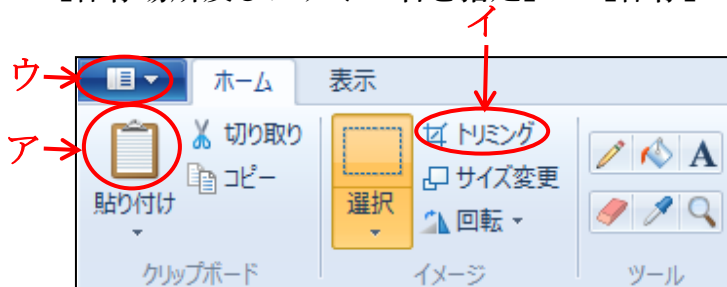 イ
ウ
ホーム 表示
ア
貼り付け
切り取り
コピー
選択
トリミング
サイズ変更
回転
A
クリップボード
イメージ
ツール